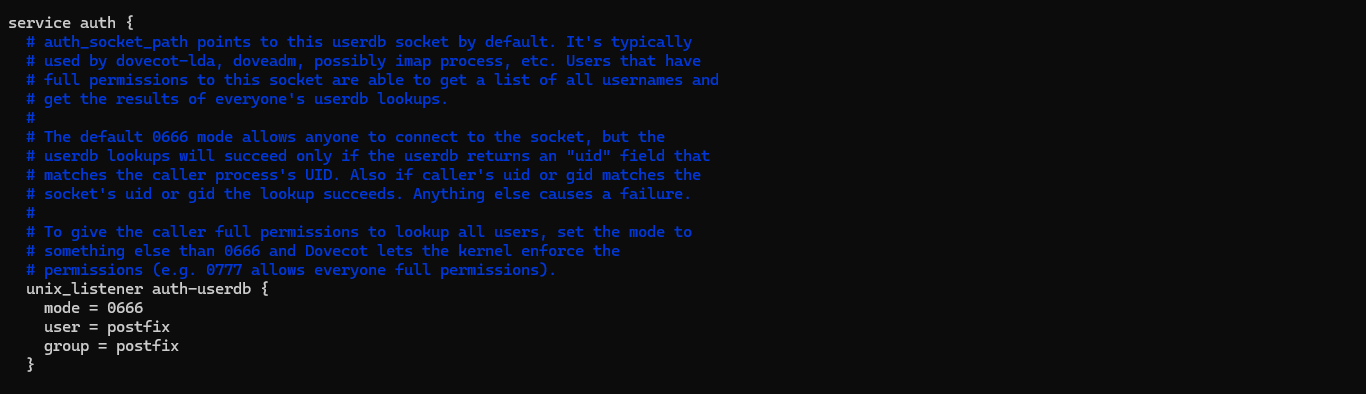 service auth {
  # auth_socket_path points to this userdb socket by default. It's typically
  # used by dovecot-lda, doveadm, possibly imap process, etc. Users that have
  # full permissions to this socket are able to get a list of all usernames and
  # get the results of everyone's userdb lookups.
  #
  # The default 0666 mode allows anyone to connect to the socket, but the
  # userdb lookups will succeed only if the userdb returns an "uid" field that
  # matches the caller process's UID. Also if caller's uid or gid matches the
  # socket's uid or gid the lookup succeeds. Anything else causes a failure.
  #
  # To give the caller full permissions to lookup all users, set the mode to
  # something else than 0666 and Dovecot lets the kernel enforce the
  # permissions (e.g. 0777 allows everyone full permissions).
  unix_listener auth-userdb {
    mode = 0666
    user = postfix
    group = postfix
  }